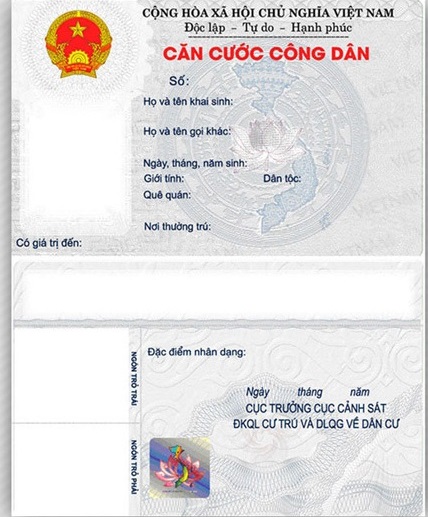 CỘNG HÒA XÃ HỘI CHỦ NGHĨA VIỆT NAM
Độc lập - Tự do - Hạnh phúc
CĂN CƯỚC CÔNG DÂN
Số:
Họ và tên khai sinh:
Họ và tên gọi khác:
Ngày, tháng, năm sinh:
Giới tính: Dân tộc:
Quê quán:
Nơi thường trú:
Có giá trị đến:
NGÓN TRỎ TRÁI
NGÓN TRỎ PHẢI
Đặc điểm nhân dạng:
Ngày tháng năm
CỤC TRƯỞNG CỤC CẢNH SÁT
ĐKQL CƯ TRÚ VÀ DLQG VỀ DÂN CƯ